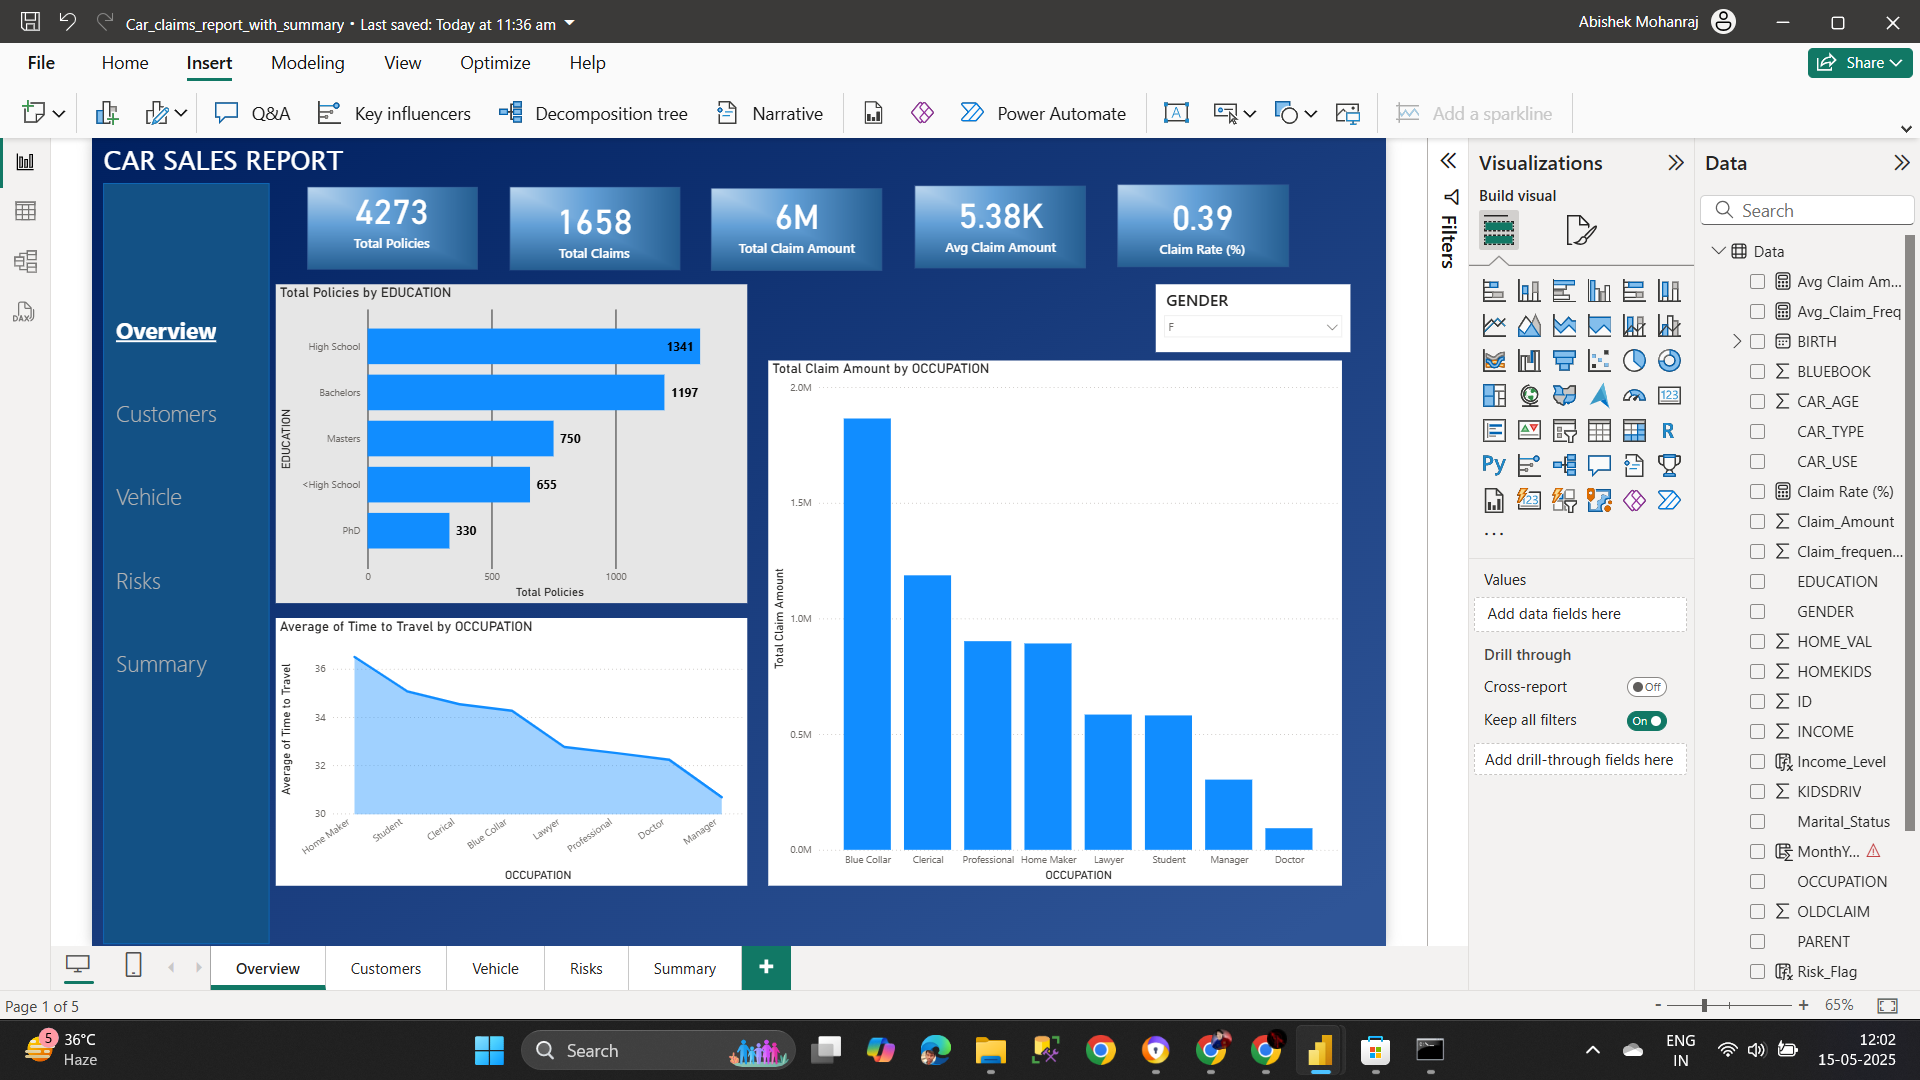 Car_claims_report_with_summary • Last saved: Today at 11:36 am
Abishek Mohanraj
File Home Insert Modeling View Optimize Help
Share
Q&A Key influencers Decomposition tree Narrative Power Automate Add a sparkline
CAR SALES REPORT
4273
Total Policies
1658
Total Claims
6M
Total Claim Amount
5.38K
Avg Claim Amount
0.39
Claim Rate (%)
Overview
Customers
Vehicle
Risks
Summary
Total Policies by EDUCATION
EDUCATION
High School 1341
Bachelors 1197
Masters 750
<High School 655
PhD 330
0 500 1000
Total Policies
GENDER
F
Average of Time to Travel by OCCUPATION
Average of Time to Travel
36
34
32
30
Home Maker Student Clerical Blue Collar Lawyer Professional Doctor Manager
OCCUPATION
Total Claim Amount by OCCUPATION
Total Claim Amount
2.0M
1.5M
1.0M
0.5M
0.0M
Blue Collar Clerical Professional Home Maker Lawyer Student Manager Doctor
OCCUPATION
Filters
Visualizations
Build visual
123
R
Py
123
...
Values
Add data fields here
Drill through
Cross-report Off
Keep all filters On
Add drill-through fields here
Data
Search
Data
Avg Claim Am...
Avg_Claim_Freq
BIRTH
BLUEBOOK
CAR_AGE
CAR_TYPE
CAR_USE
Claim Rate (%)
Claim_Amount
Claim_frequen...
EDUCATION
GENDER
HOME_VAL
HOMEKIDS
ID
INCOME
Income_Level
KIDSDRIV
Marital_Status
MonthY...
OCCUPATION
OLDCLAIM
PARENT
Risk_Flag
DAX
Overview Customers Vehicle Risks Summary +
Page 1 of 5
- + 65%
5
36°C
Haze
Search
ENG
IN
12:02
15-05-2025